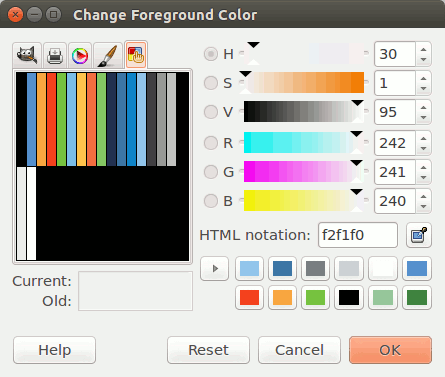 Change Foreground Color
H 30
S 1
V 95
R 242
G 241
B 240
HTML notation: f2f1f0
Current:
Old:
Help Reset Cancel OK